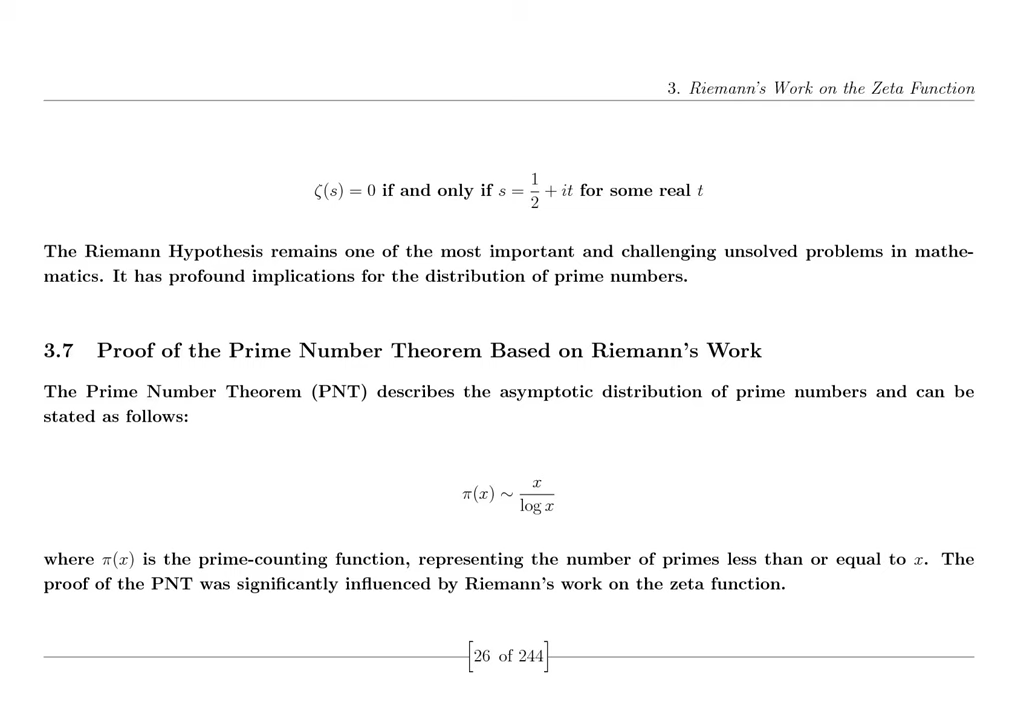 3. Riemann's Work on the Zeta Function
ζ(s) = 0 if and only if s = 1/2 + it for some real t
The Riemann Hypothesis remains one of the most important and challenging unsolved problems in mathe-
matics. It has profound implications for the distribution of prime numbers.
3.7 Proof of the Prime Number Theorem Based on Riemann's Work
The Prime Number Theorem (PNT) describes the asymptotic distribution of prime numbers and can be
stated as follows:
π(x) ∼ x/log x
where π(x) is the prime-counting function, representing the number of primes less than or equal to x. The
proof of the PNT was significantly influenced by Riemann's work on the zeta function.
[26 of 244]